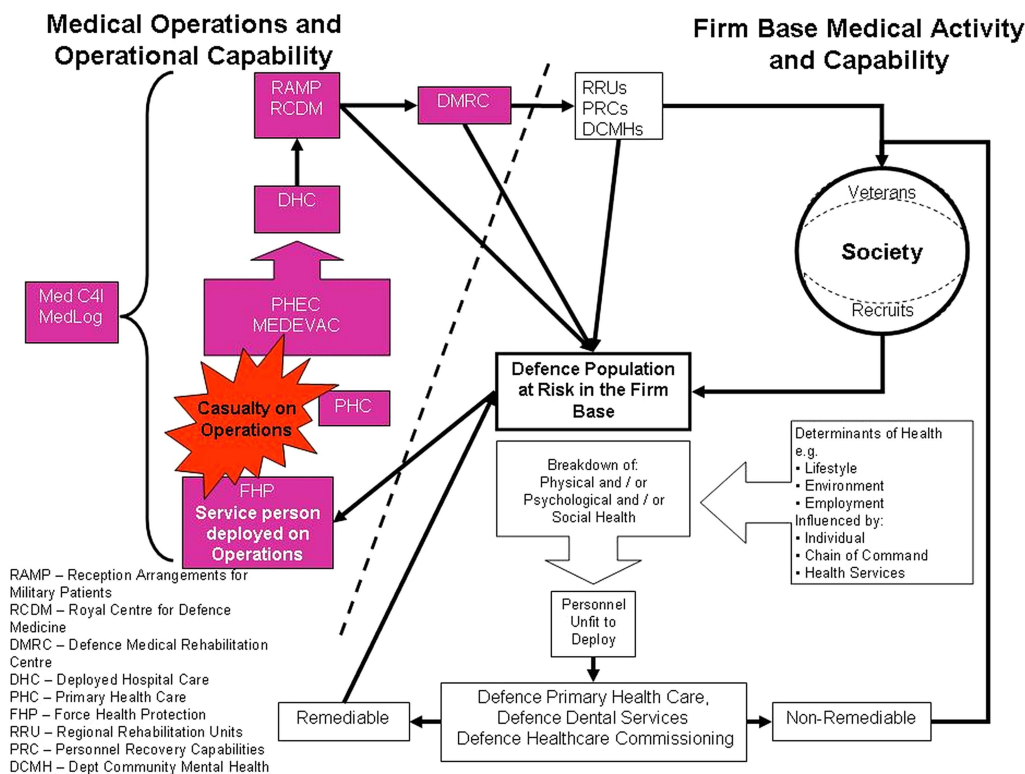 Medical Operations and
Operational Capability
Firm Base Medical Activity
and Capability
RAMP
RCDM
DMRC
RRUs
PRCs
DCMHs
DHC
Veterans
Society
Recruits
Med C4I
MedLog
PHEC
MEDEVAC
Casualty on
Operations
PHC
Defence Population
at Risk in the Firm
Base
FHP
Service person
deployed on
Operations
Breakdown of:
Physical and / or
Psychological and / or
Social Health
Determinants of Health
e.g.
▪ Lifestyle
▪ Environment
▪ Employment
Influenced by:
▪ Individual
▪ Chain of Command
▪ Health Services
Personnel
Unfit to
Deploy
Remediable
Defence Primary Health Care,
Defence Dental Services
Defence Healthcare Commissioning
Non-Remediable
RAMP – Reception Arrangements for
Military Patients
RCDM – Royal Centre for Defence
Medicine
DMRC – Defence Medical Rehabilitation
Centre
DHC – Deployed Hospital Care
PHC – Primary Health Care
FHP – Force Health Protection
RRU – Regional Rehabilitation Units
PRC – Personnel Recovery Capabilities
DCMH – Dept Community Mental Health